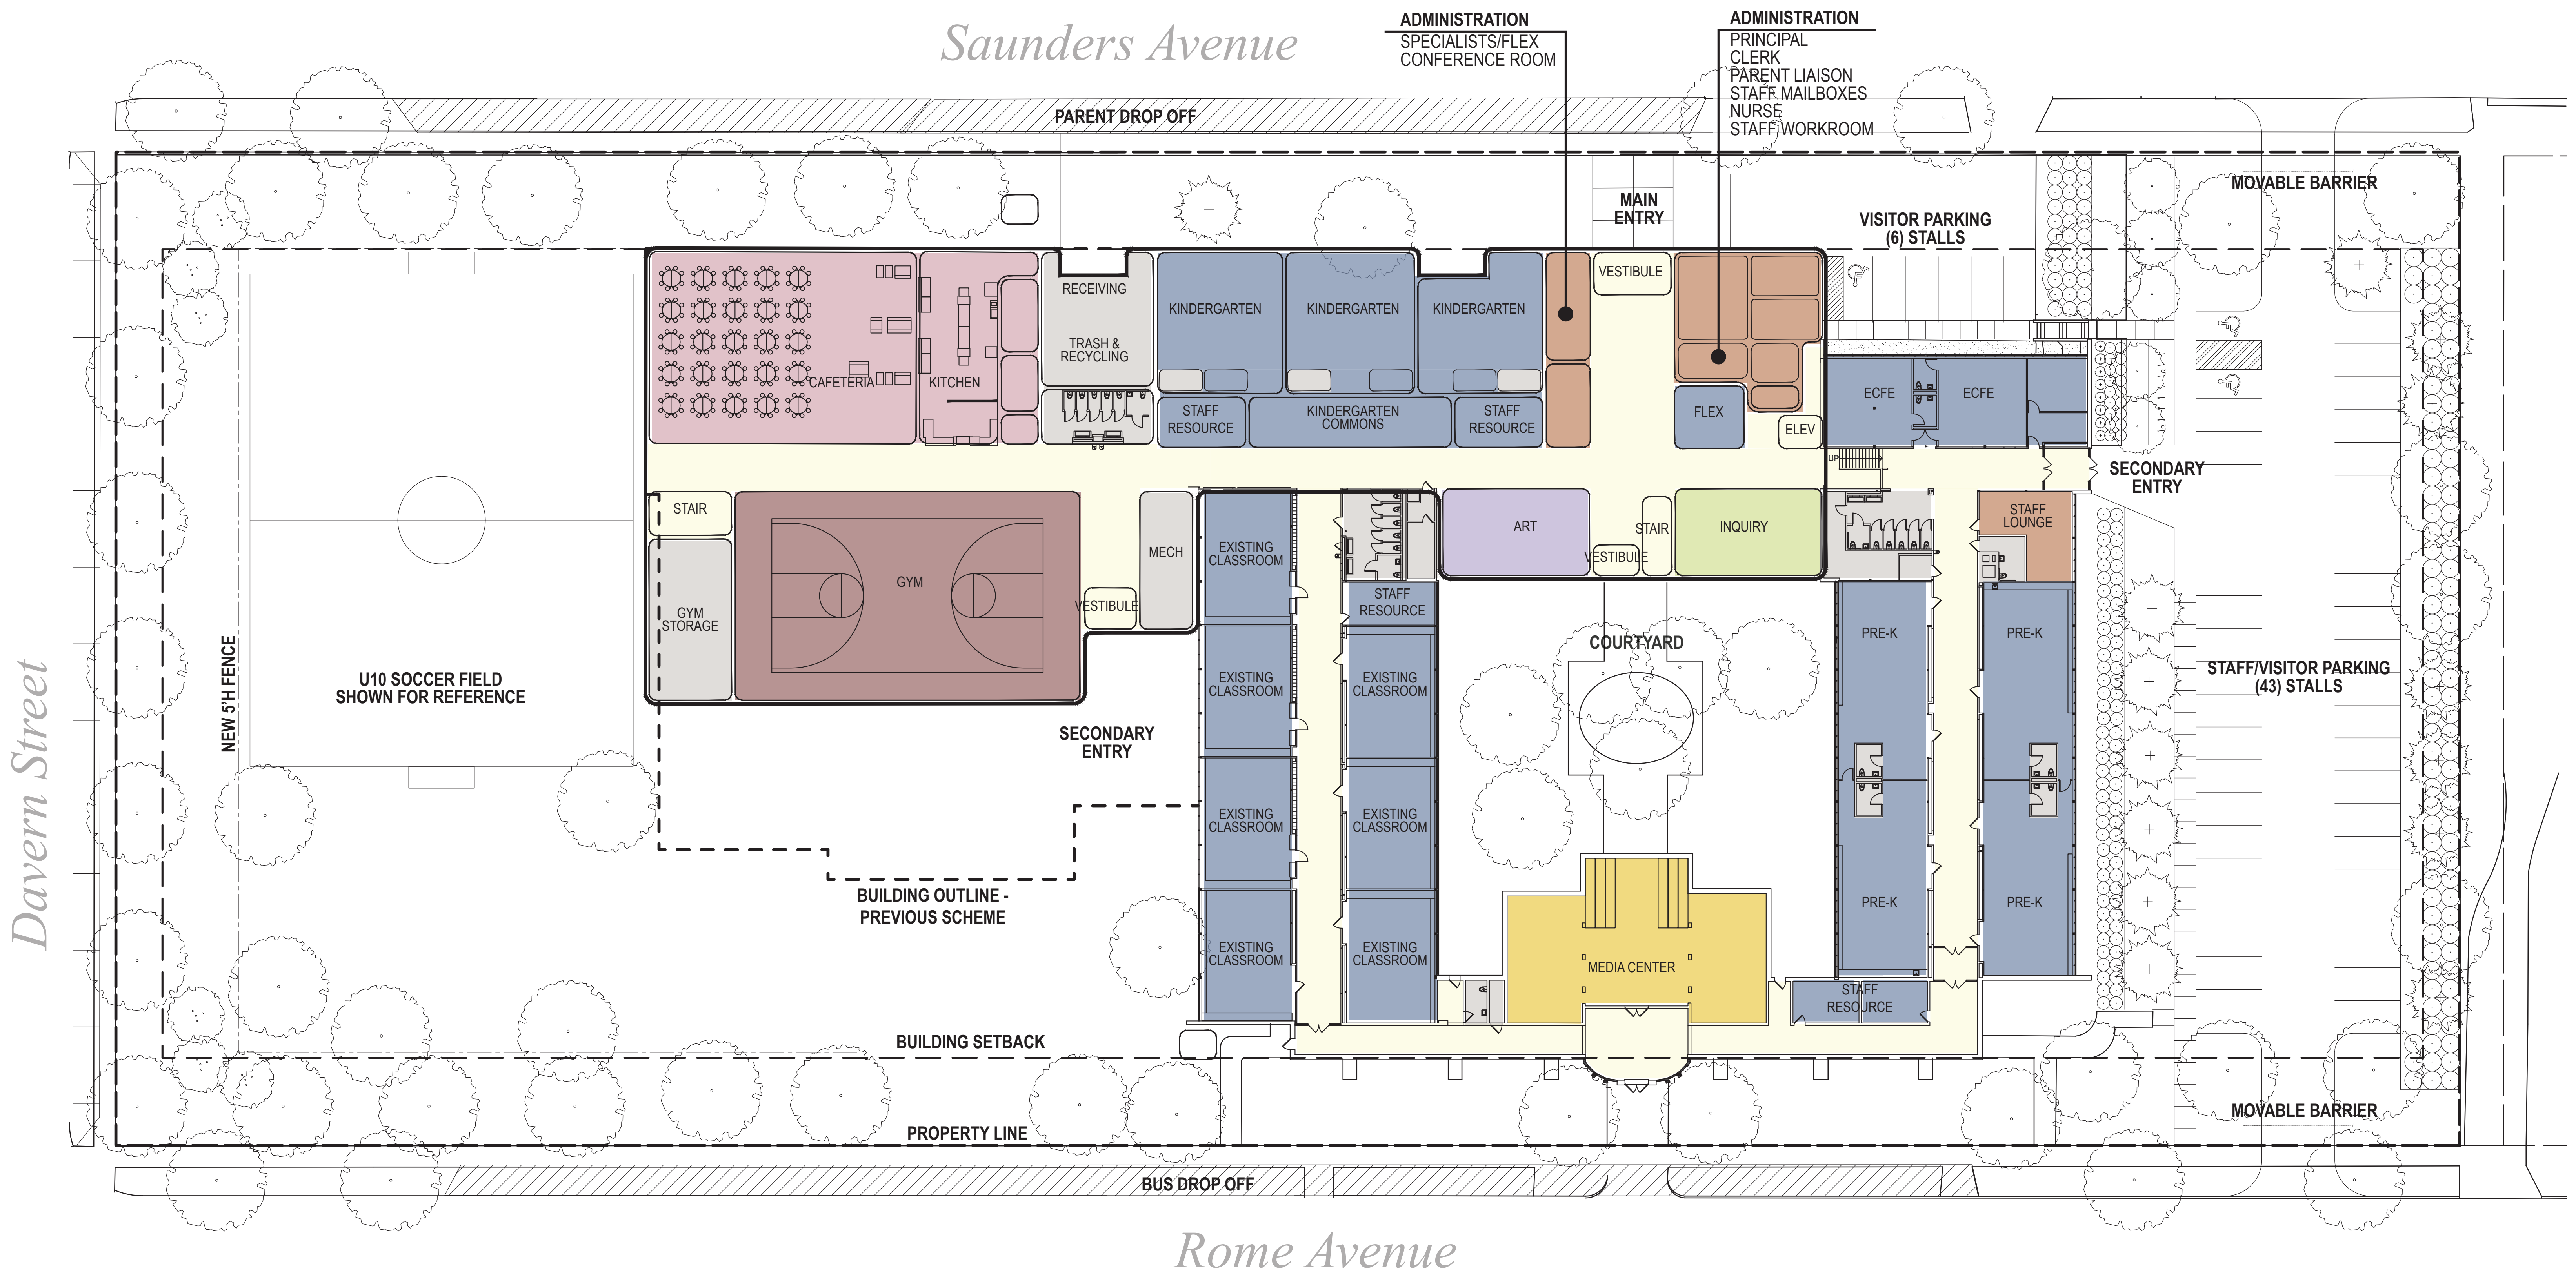 Saunders Avenue
ADMINISTRATION
SPECIALISTS/FLEX
CONFERENCE ROOM
ADMINISTRATION
PRINCIPAL
CLERK
PARENT LIAISON
STAFF MAILBOXES
NURSE
STAFF WORKROOM
PARENT DROP OFF
MAIN
ENTRY
VISITOR PARKING
(6) STALLS
MOVABLE BARRIER
CAFETERIA
KITCHEN
RECEIVING
TRASH &
RECYCLING
KINDERGARTEN
KINDERGARTEN
KINDERGARTEN
STAFF
RESOURCE
KINDERGARTEN
COMMONS
STAFF
RESOURCE
VESTIBULE
FLEX
ELEV
ECFE
ECFE
UP
SECONDARY
ENTRY
STAIR
GYM
STORAGE
GYM
VESTIBULE
MECH
EXISTING
CLASSROOM
EXISTING
CLASSROOM
EXISTING
CLASSROOM
EXISTING
CLASSROOM
STAFF
RESOURCE
EXISTING
CLASSROOM
EXISTING
CLASSROOM
EXISTING
CLASSROOM
ART
VESTIBULE
STAIR
INQUIRY
STAFF
LOUNGE
PRE-K
PRE-K
PRE-K
PRE-K
COURTYARD
MEDIA CENTER
STAFF
RESOURCE
STAFF/VISITOR PARKING
(43) STALLS
Davern Street
NEW 5'H FENCE
U10 SOCCER FIELD
SHOWN FOR REFERENCE
SECONDARY
ENTRY
BUILDING OUTLINE -
PREVIOUS SCHEME
BUILDING SETBACK
PROPERTY LINE
MOVABLE BARRIER
BUS DROP OFF
Rome Avenue